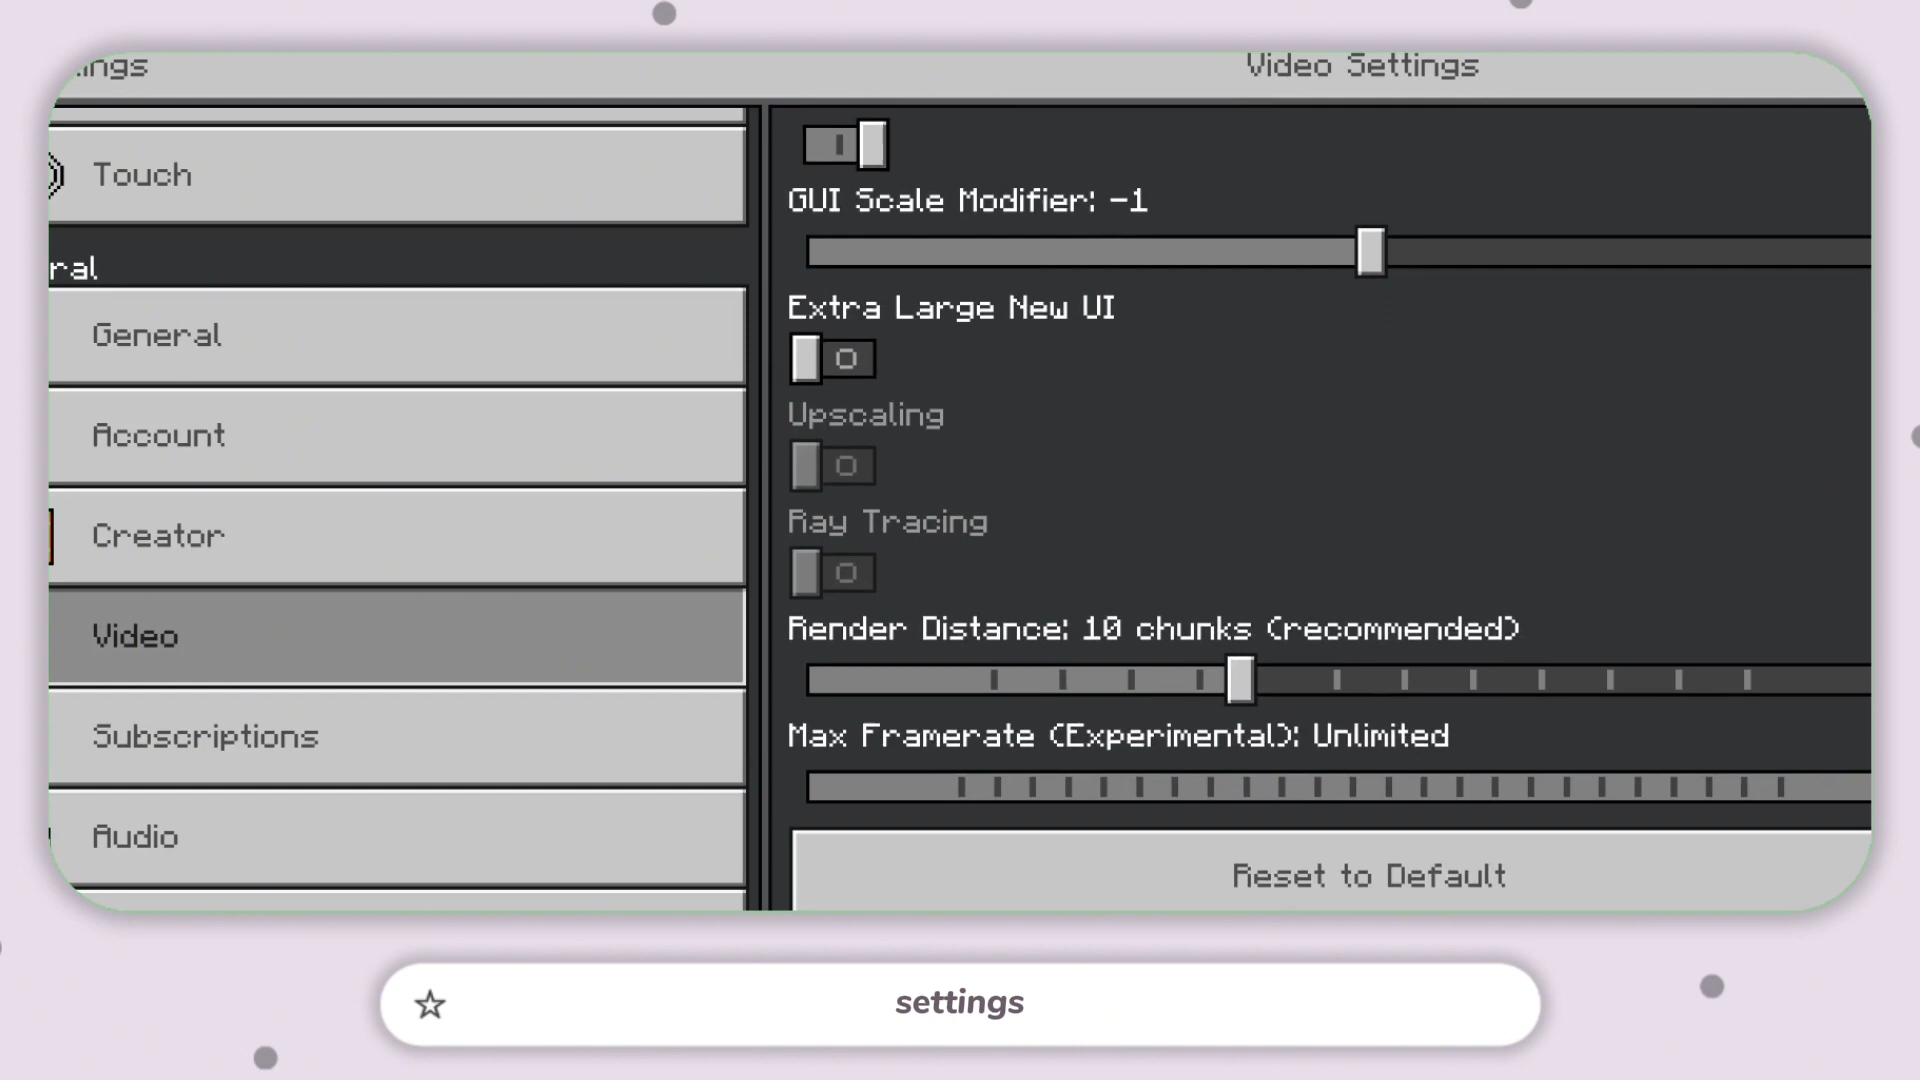 Video Settings
Touch
General
Account
Creator
Video
Subscriptions
Audio
GUI Scale Modifier: -1
Extra Large New UI
Upscaling
Ray Tracing
Render Distance: 10 chunks (recommended)
Max Framerate (Experimental): Unlimited
Reset to Default
settings